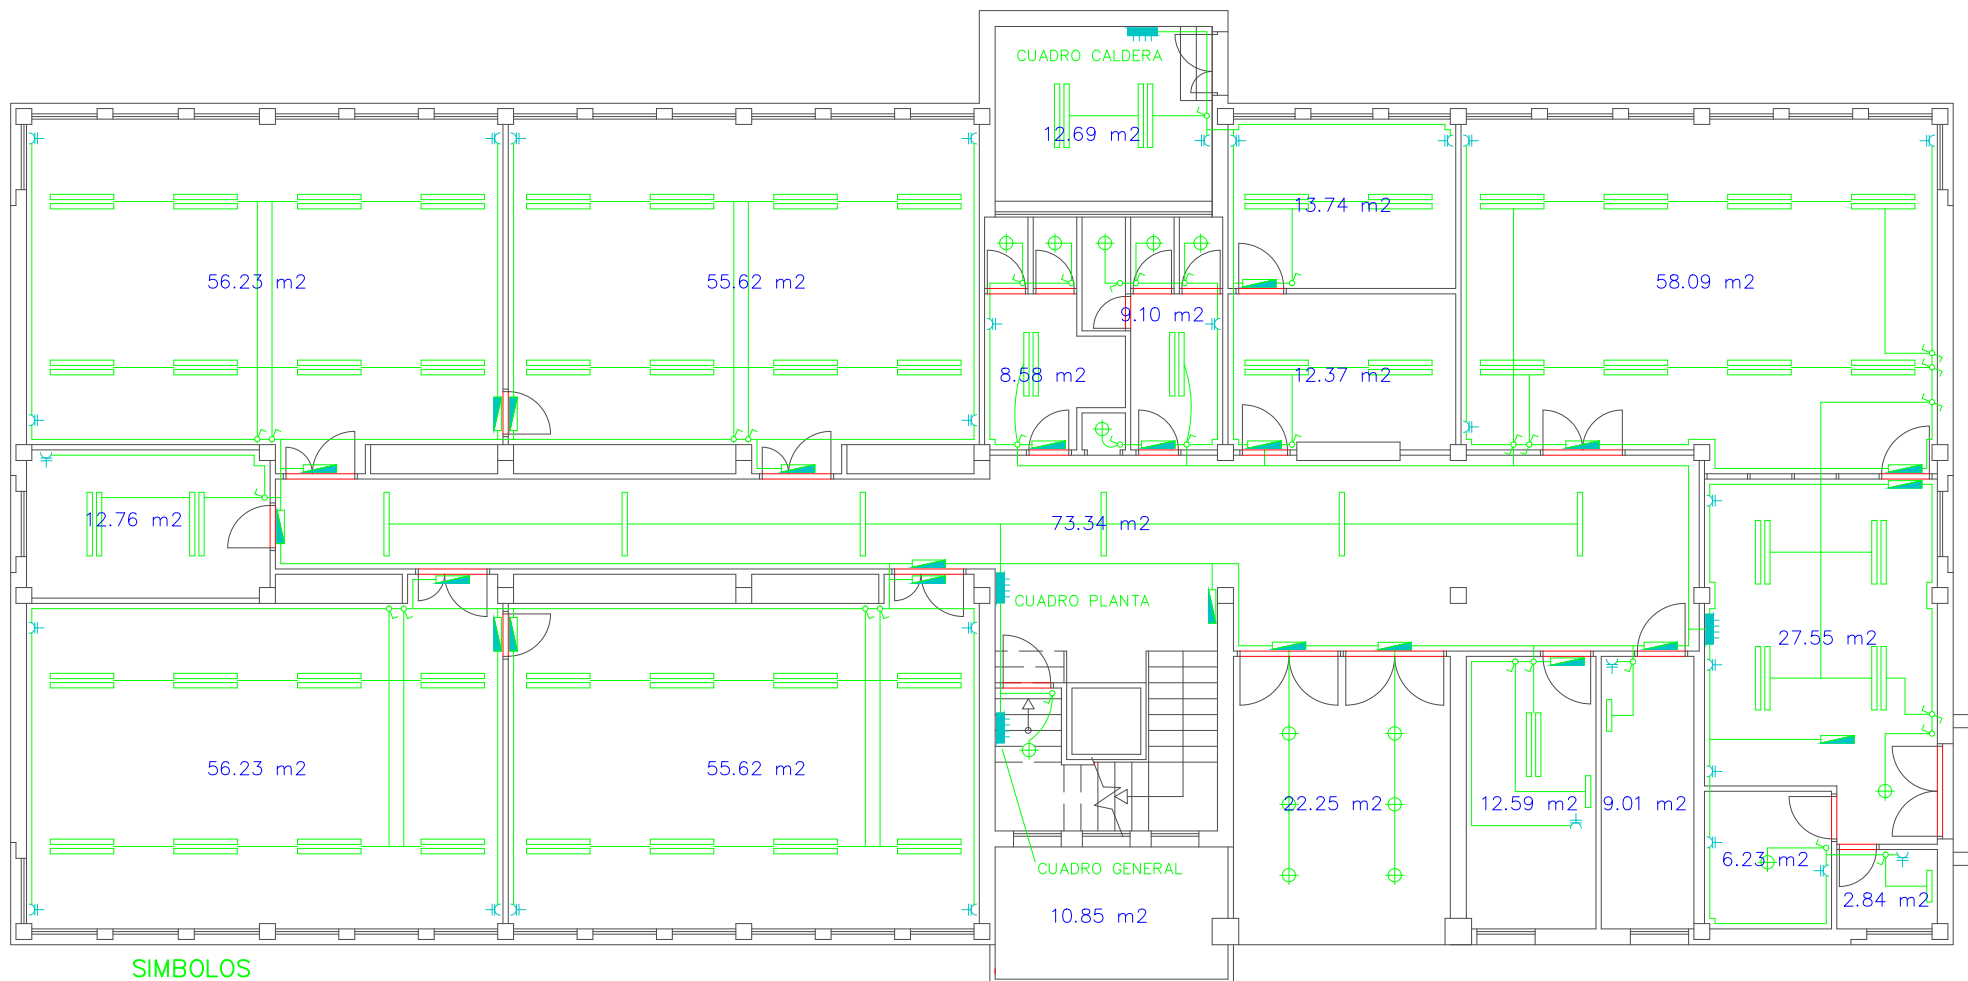 CUADRO CALDERA
12.69 m2
13.74 m2
56.23 m2
55.62 m2
58.09 m2
9.10 m2
8.58 m2
12.37 m2
12.76 m2
73.34 m2
CUADRO PLANTA
27.55 m2
56.23 m2
55.62 m2
22.25 m2
12.59 m2
9.01 m2
6.23 m2
CUADRO GENERAL
2.84 m2
10.85 m2
SIMBOLOS